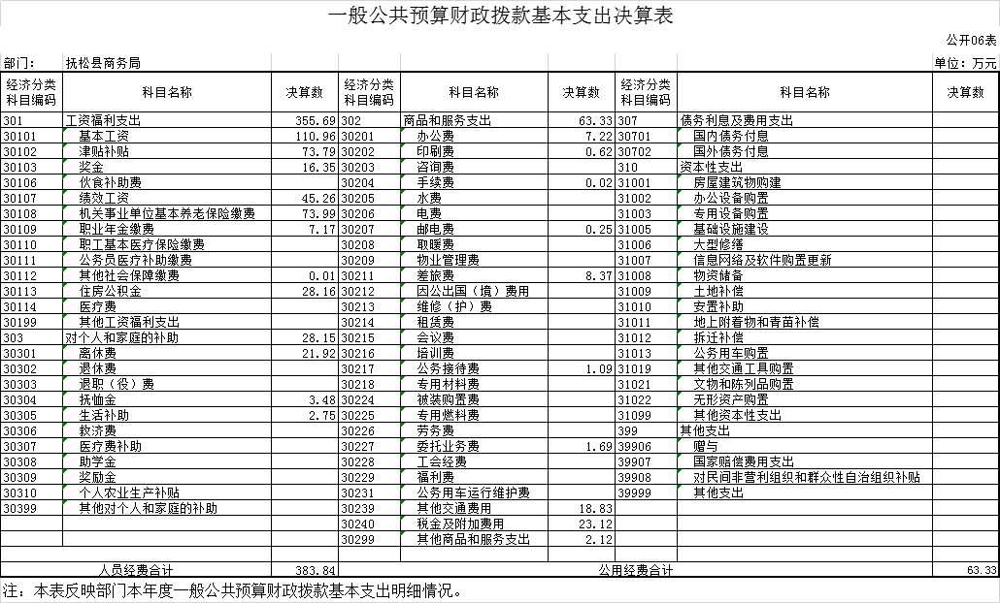 一般公共预算财政拨款基本支出决算表
公开06表
部门： 抚松县商务局 单位：万元
经济分类科目编码 科目名称 决算数 经济分类科目编码 科目名称 决算数 经济分类科目编码 科目名称 决算数
301 工资福利支出 355.69 302 商品和服务支出 63.33 307 债务利息及费用支出
30101 基本工资 110.96 30201 办公费 7.22 30701 国内债务付息
30102 津贴补贴 73.79 30202 印刷费 0.62 30702 国外债务付息
30103 奖金 16.35 30203 咨询费 310 资本性支出
30106 伙食补助费 30204 手续费 0.02 31001 房屋建筑物购建
30107 绩效工资 45.26 30205 水费 31002 办公设备购置
30108 机关事业单位基本养老保险缴费 73.99 30206 电费 31003 专用设备购置
30109 职业年金缴费 7.17 30207 邮电费 0.25 31005 基础设施建设
30110 职工基本医疗保险缴费 30208 取暖费 31006 大型修缮
30111 公务员医疗补助缴费 30209 物业管理费 31007 信息网络及软件购置更新
30112 其他社会保障缴费 0.01 30211 差旅费 8.37 31008 物资储备
30113 住房公积金 28.16 30212 因公出国（境）费用 31009 土地补偿
30114 医疗费 30213 维修（护）费 31010 安置补助
30199 其他工资福利支出 30214 租赁费 31011 地上附着物和青苗补偿
303 对个人和家庭的补助 28.15 30215 会议费 31012 拆迁补偿
30301 离休费 21.92 30216 培训费 31013 公务用车购置
30302 退休费 30217 公务接待费 1.09 31019 其他交通工具购置
30303 退职（役）费 30218 专用材料费 31021 文物和陈列品购置
30304 抚恤金 3.48 30224 被装购置费 31022 无形资产购置
30305 生活补助 2.75 30225 专用燃料费 31099 其他资本性支出
30306 救济费 30226 劳务费 399 其他支出
30307 医疗费补助 30227 委托业务费 1.69 39906 赠与
30308 助学金 30228 工会经费 39907 国家赔偿费用支出
30309 奖励金 30229 福利费 39908 对民间非营利组织和群众性自治组织补贴
30310 个人农业生产补贴 30231 公务用车运行维护费 39999 其他支出
30399 其他对个人和家庭的补助 30239 其他交通费用 18.83
30240 税金及附加费用 23.12
30299 其他商品和服务支出 2.12
人员经费合计 383.84 公用经费合计 63.33
注：本表反映部门本年度一般公共预算财政拨款基本支出明细情况。